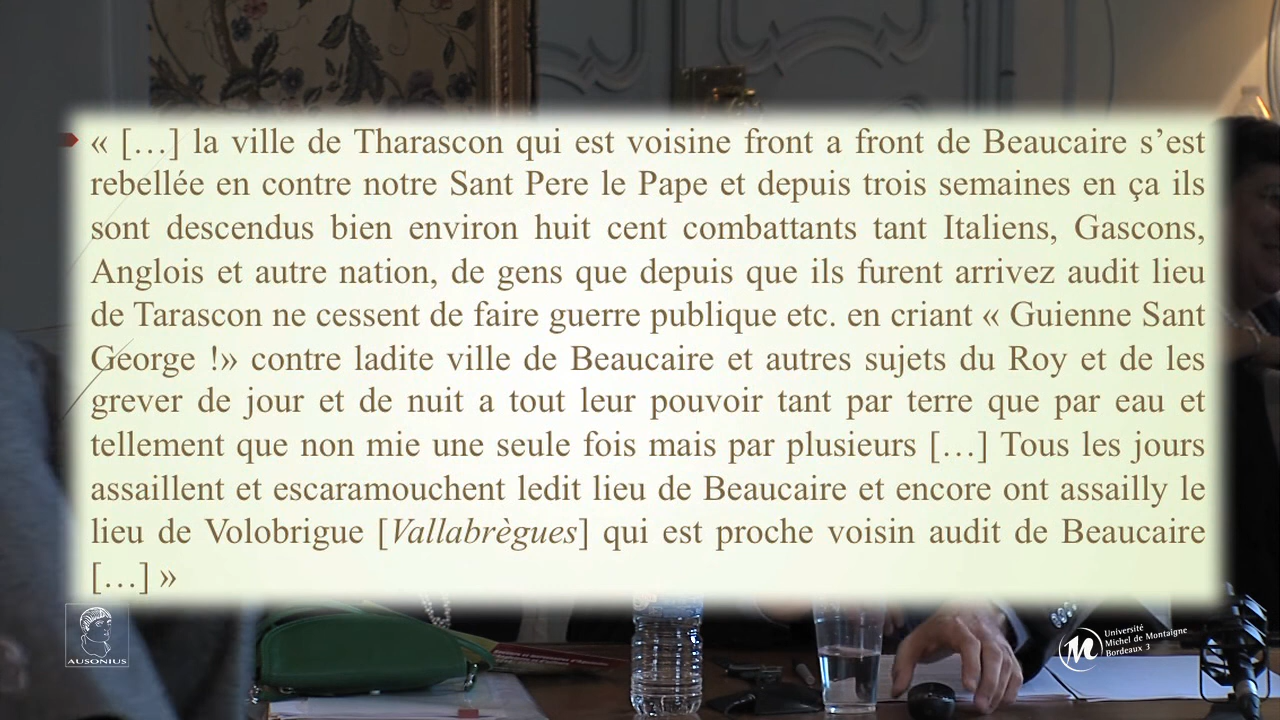 « […] la ville de Tharascon qui est voisine front a front de Beaucaire s’est
rebellée en contre notre Sant Pere le Pape et depuis trois semaines en ça ils
sont descendus bien environ huit cent combattants tant Italiens, Gascons,
Anglois et autre nation, de gens que depuis que ils furent arrivez audit lieu
de Tarascon ne cessent de faire guerre publique etc. en criant « Guienne Sant
George !» contre ladite ville de Beaucaire et autres sujets du Roy et de les
grever de jour et de nuit a tout leur pouvoir tant par terre que par eau et
tellement que non mie une seule fois mais par plusieurs […] Tous les jours
assaillent et escaramouchent ledit lieu de Beaucaire et encore ont assailly le
lieu de Volobrigue [Vallabrègues] qui est proche voisin audit de Beaucaire
[…] »
AUSONIUS
Université
Michel de Montaigne
Bordeaux 3